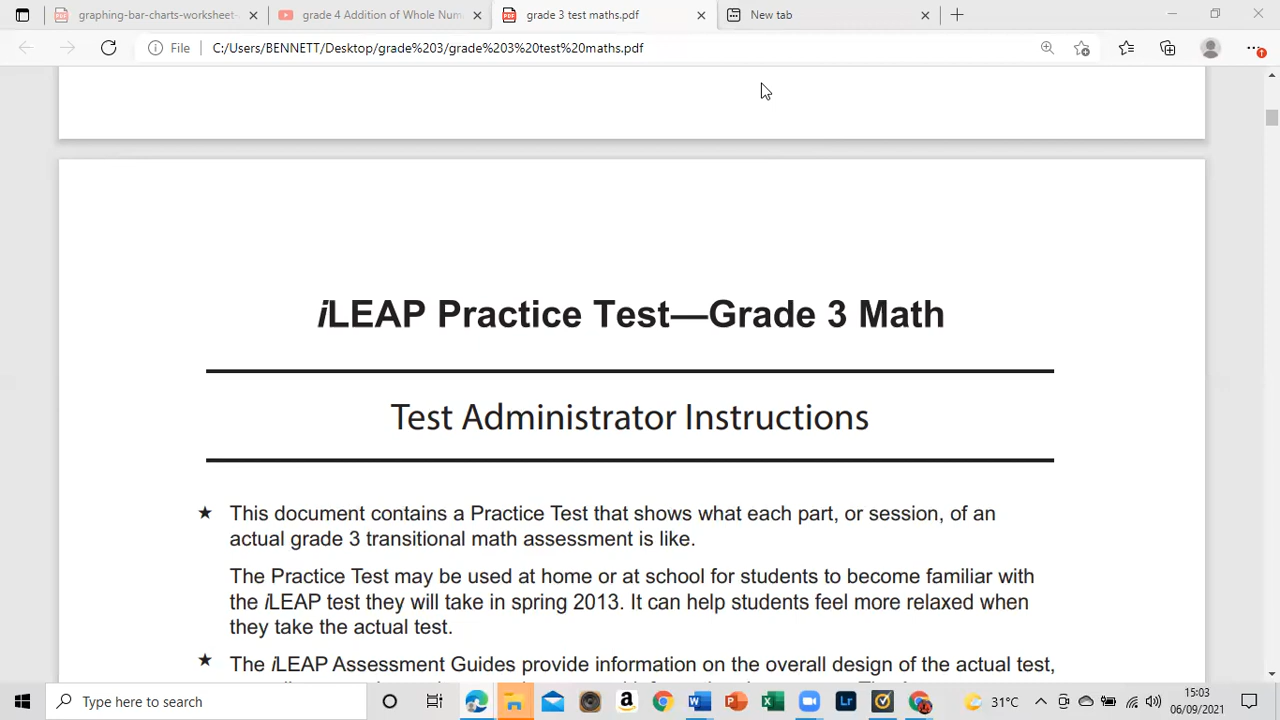 graphing-bar-charts-worksheet-
grade 4 Addition of Whole Num
grade 3 test maths.pdf
New tab
File
C:/Users/BENNETT/Desktop/grade%203/grade%203%20test%20maths.pdf
iLEAP Practice Test—Grade 3 Math
Test Administrator Instructions
★ This document contains a Practice Test that shows what each part, or session, of an
actual grade 3 transitional math assessment is like.
The Practice Test may be used at home or at school for students to become familiar with
the iLEAP test they will take in spring 2013. It can help students feel more relaxed when
they take the actual test.
★ The iLEAP Assessment Guides provide information on the overall design of the actual test,
Type here to search
31°C
15:03
06/09/2021